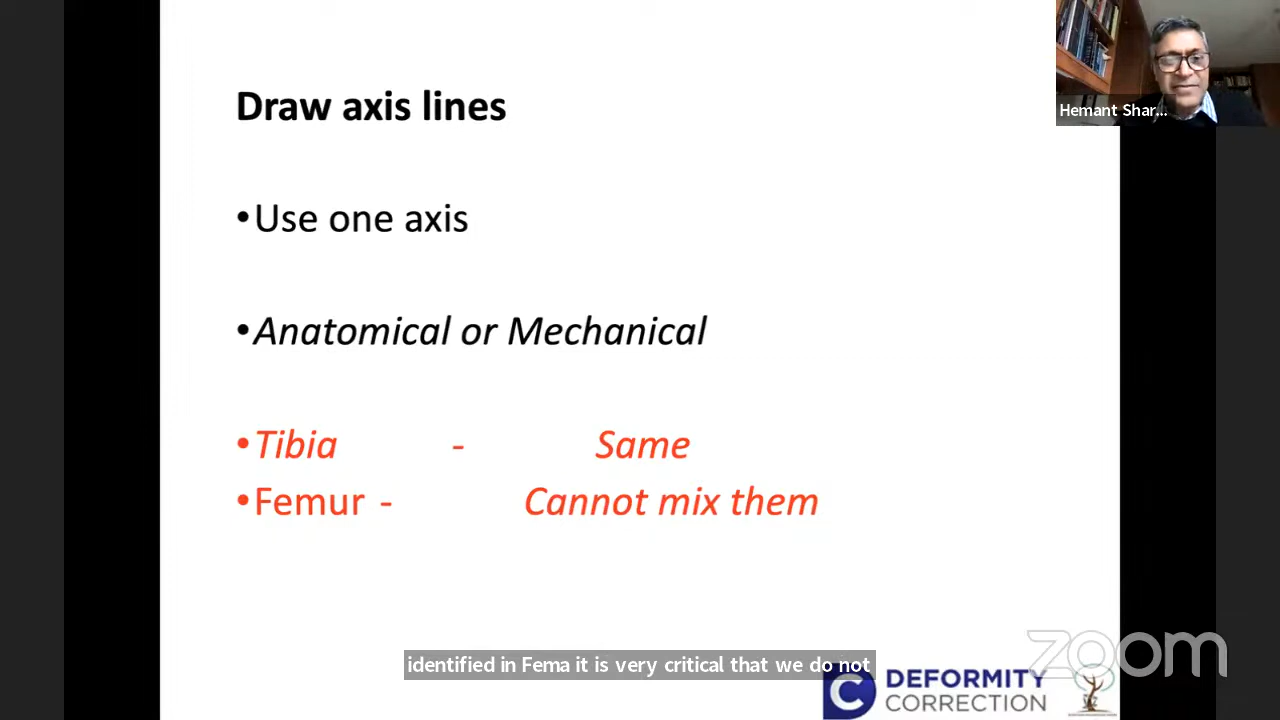 Draw axis lines
Hemant Shar...
•Use one axis
•Anatomical or Mechanical
•Tibia - Same
•Femur - Cannot mix them
identified in Fema it is very critical that we do not
zoom
C DEFORMITY
CORRECTION